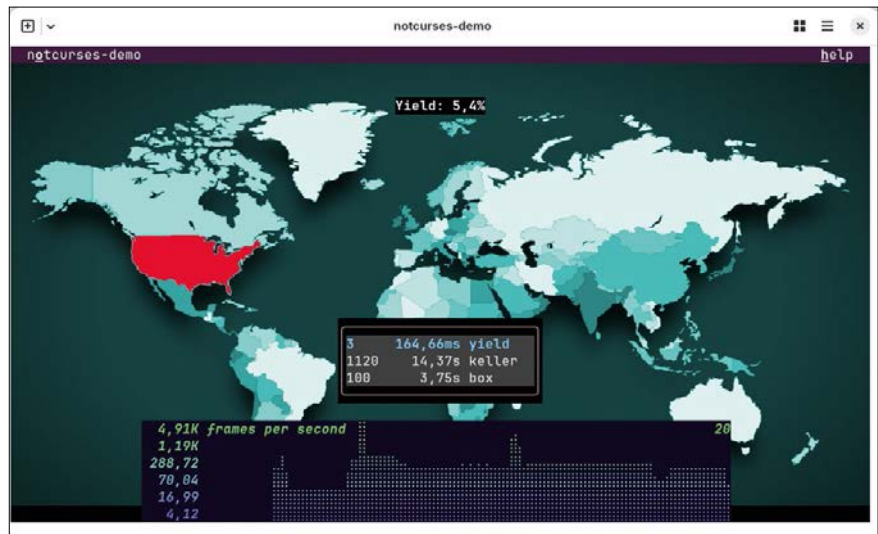 notcurses-demo
notcurses-demo help
Yield: 5,4%
3 164,66ms yield
1120 14,37s keller
100 3,75s box
4,91K frames per second 20
1,19K
288,72
70,04
16,99
4,12